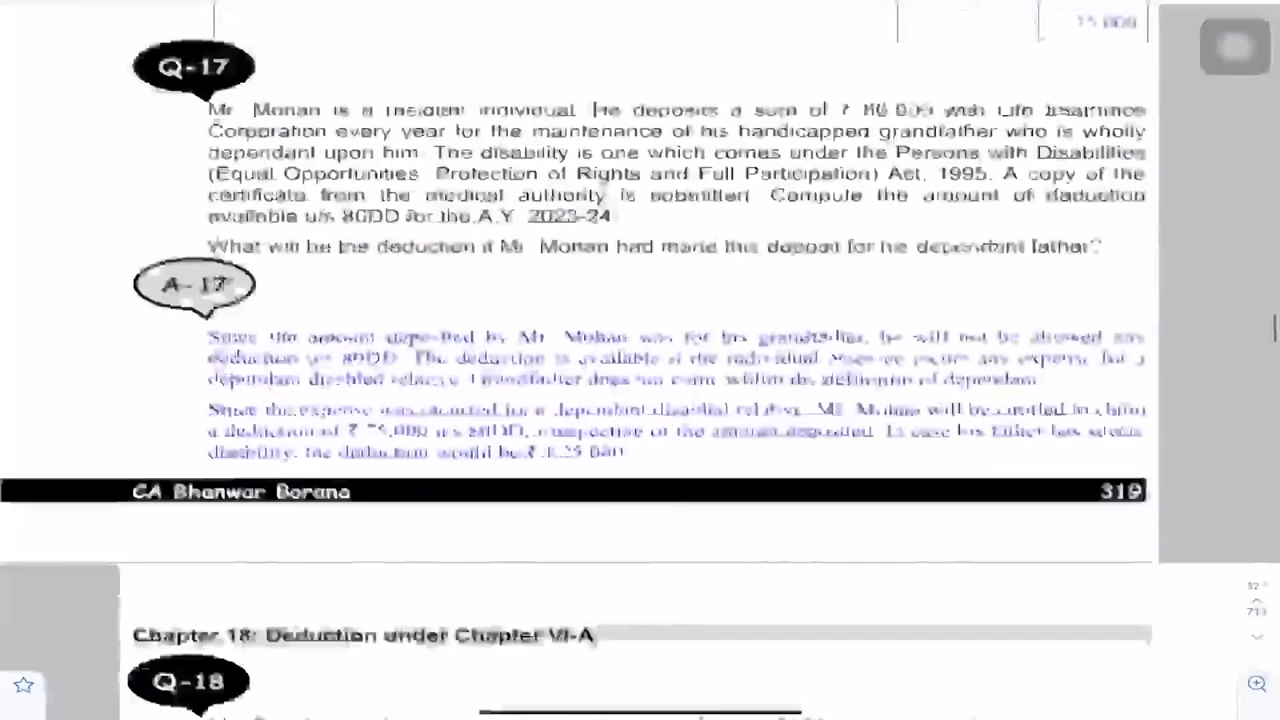 15,000
Q-17
Mr. Mohan is a resident individual. He deposits a sum of ₹ with Life Insurance
Corporation every year for the maintenance of his handicapped grandfather who is wholly
dependant upon him. The disability is one which comes under the Persons with Disabilities
(Equal Opportunities Protection of Rights and Full Participation) Act, 1995. A copy of the
certificate from the medical authority is submitted. Compute the amount of deduction
available u/s 80DD for the A.Y. 2023-24
What will be the deduction if Mr. Mohan had made this deposit for his dependant father?
A-17
Since the amount deposited by Mr. Mohan was for his grandfather, he will not be allowed any
deduction u/s 80DD. The deduction is available if the individual assessee incurs any expense for a
dependant disabled relative. Grandfather does not come within the definition of dependant.
Since the expense was incurred for a dependant disabled relative, Mr. Mohan will be entitled to claim
a deduction of ₹ 75,000 u/s 80DD, irrespective of the amount deposited. In case his father has severe
disability, the deduction would be ₹ 1,25,000
CA Bhanwar Borana
319
Chapter 18: Deduction under Chapter VI-A
Q-18